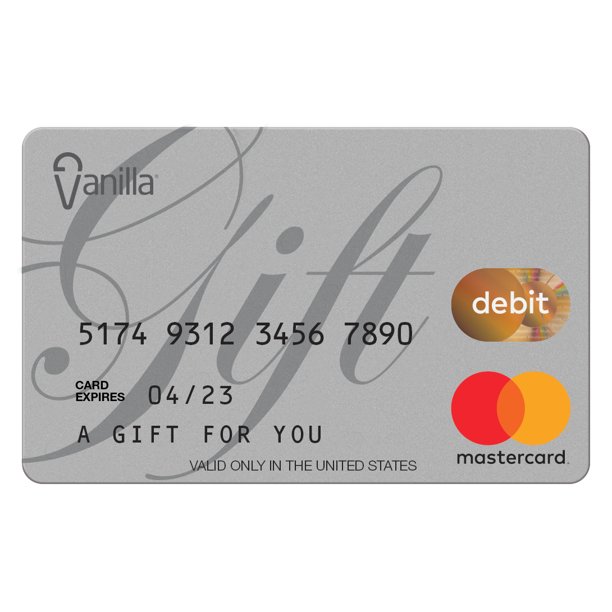 Vanilla®
Gift
debit
5174 9312 3456 7890
CARD
EXPIRES 04/23
A GIFT FOR YOU
VALID ONLY IN THE UNITED STATES
mastercard.